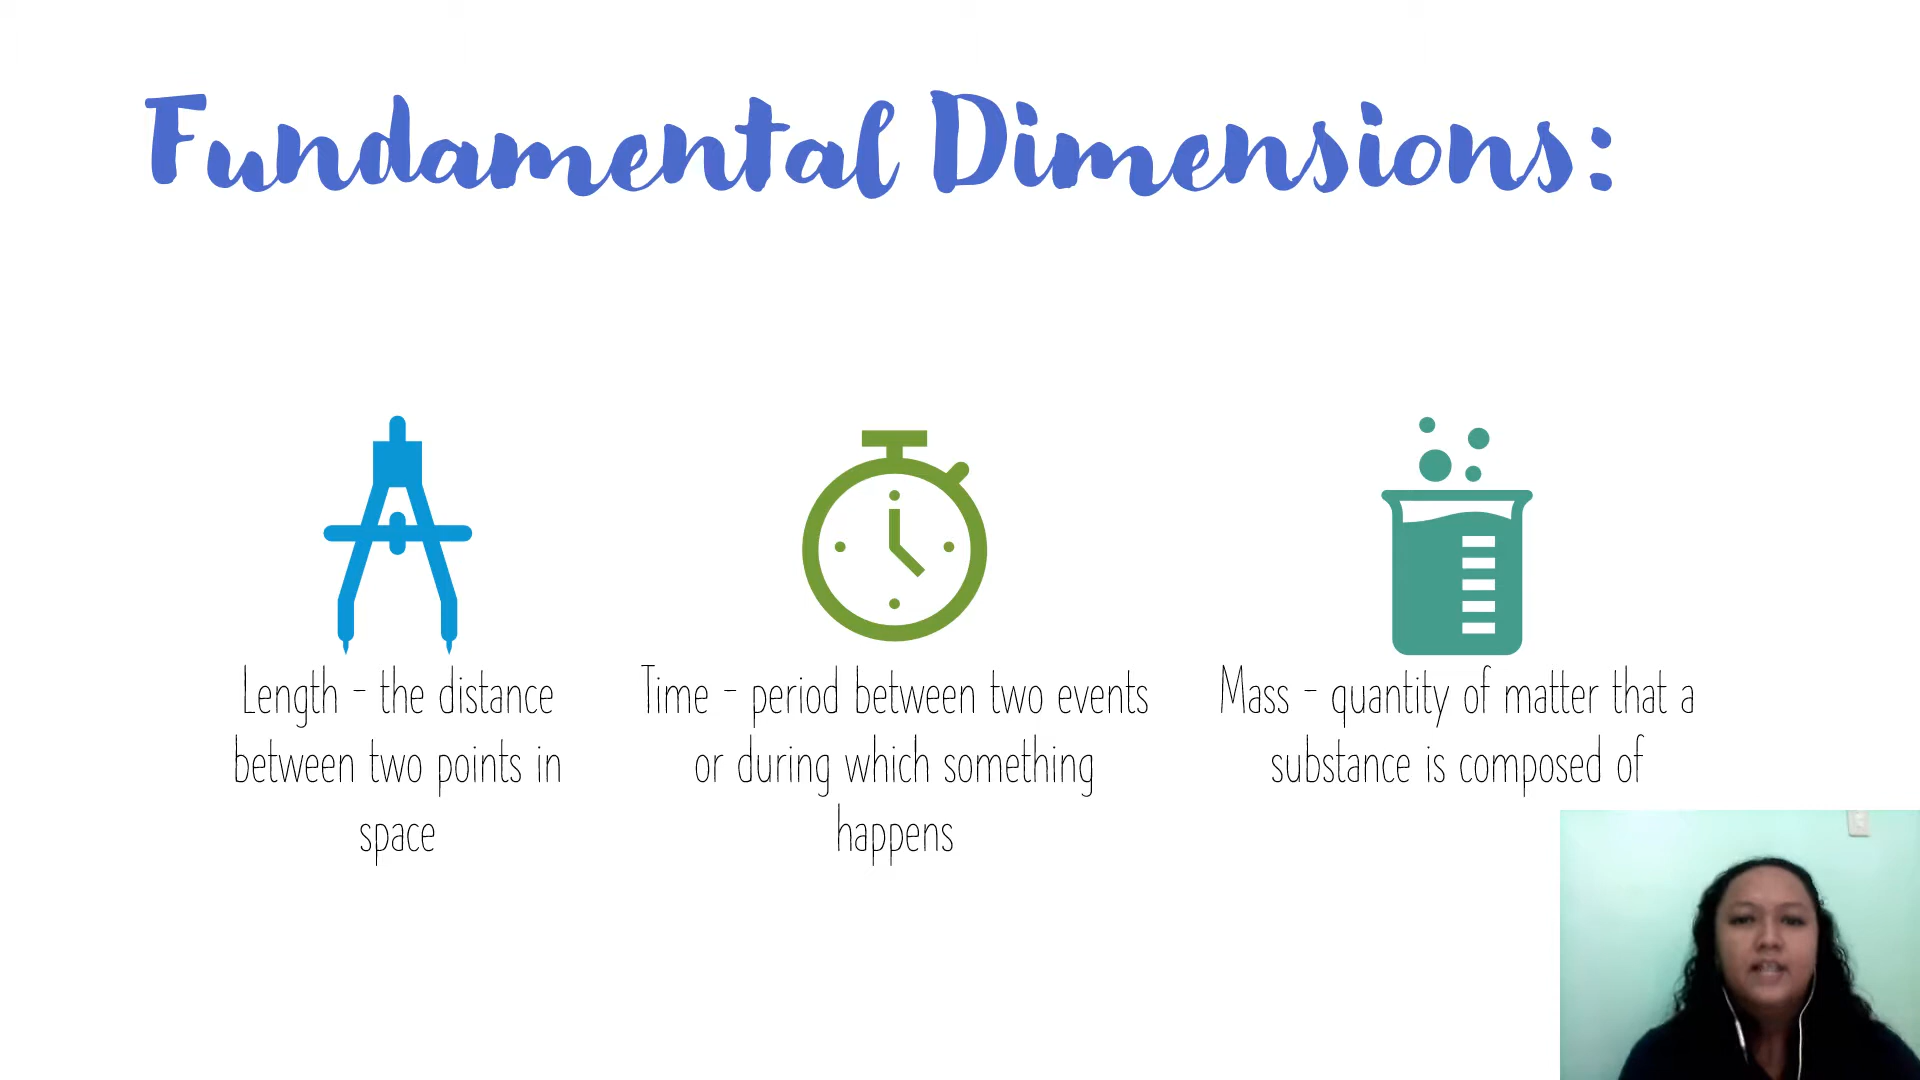 Fundamental Dimensions:
Length - the distance
between two points in
space
Time - period between two events
or during which something
happens
Mass - quantity of matter that a
substance is composed of